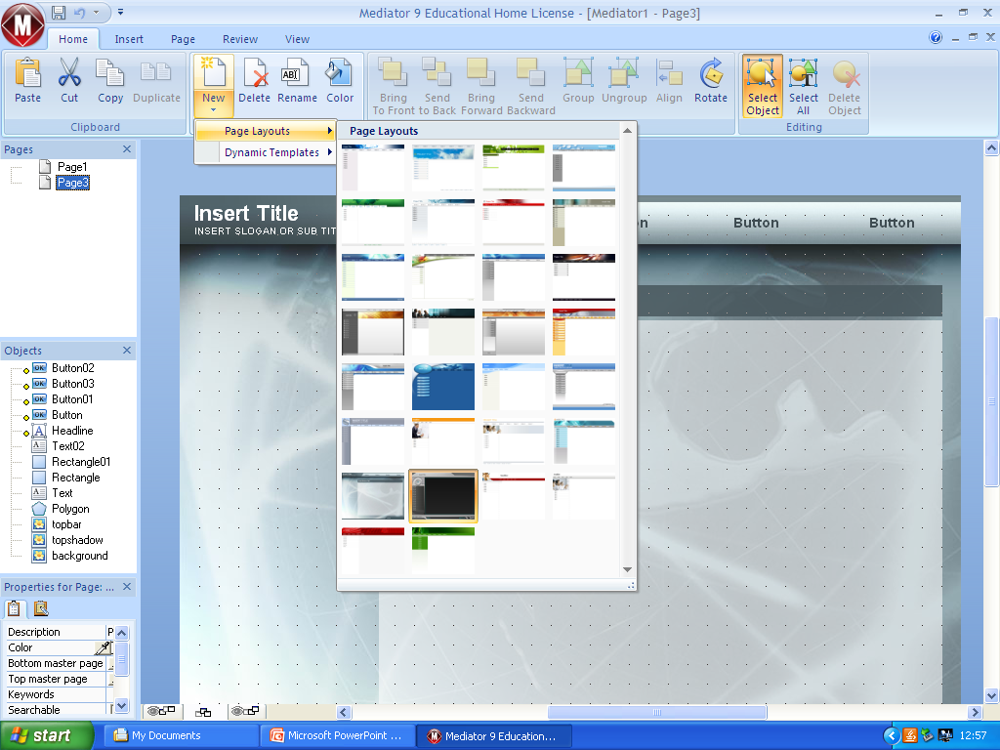 Mediator 9 Educational Home License - [Mediator1 - Page3]
Home Insert Page Review View
Paste Cut Copy Duplicate
Clipboard
New Delete Rename Color
Bring To Front Send to Back Bring Forward Send Backward Group Ungroup Align Rotate
Select Object Select All Delete Object
Editing
Page Layouts
Dynamic Templates
Page Layouts
Pages
Page1
Page3
Insert Title
INSERT SLOGAN OR SUB TIT
on Button Button
Objects
Button02
Button03
Button01
Button
Headline
Text02
Rectangle01
Rectangle
Text
Polygon
topbar
topshadow
background
Properties for Page: ...
Description P
Color
Bottom master page
Top master page
Keywords
Searchable
start My Documents Microsoft PowerPoint ... Mediator 9 Education... 12:57